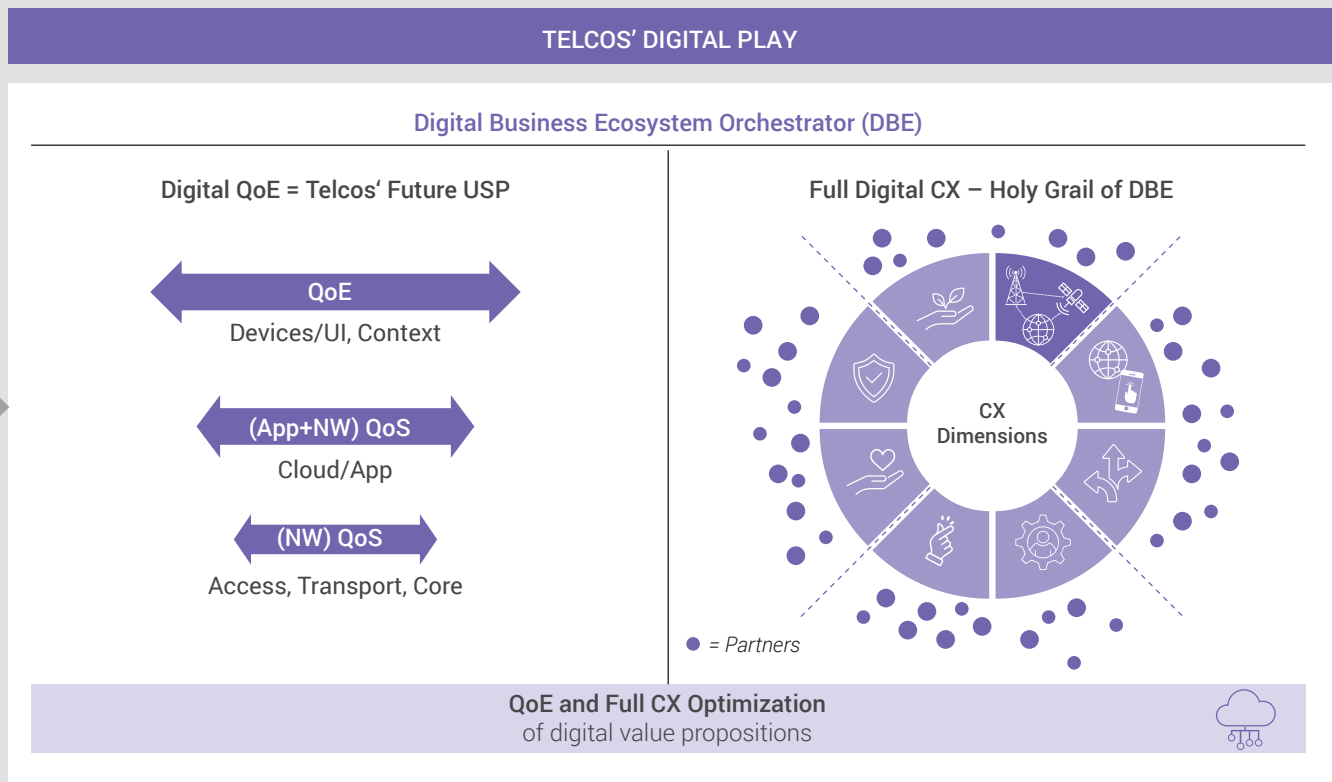 TELCOS’ DIGITAL PLAY
Digital Business Ecosystem Orchestrator (DBE)
Digital QoE = Telcos‘ Future USP
QoE
Devices/UI, Context
(App+NW) QoS
Cloud/App
(NW) QoS
Access, Transport, Core
Full Digital CX – Holy Grail of DBE
CX
Dimensions
= Partners
QoE and Full CX Optimization
of digital value propositions